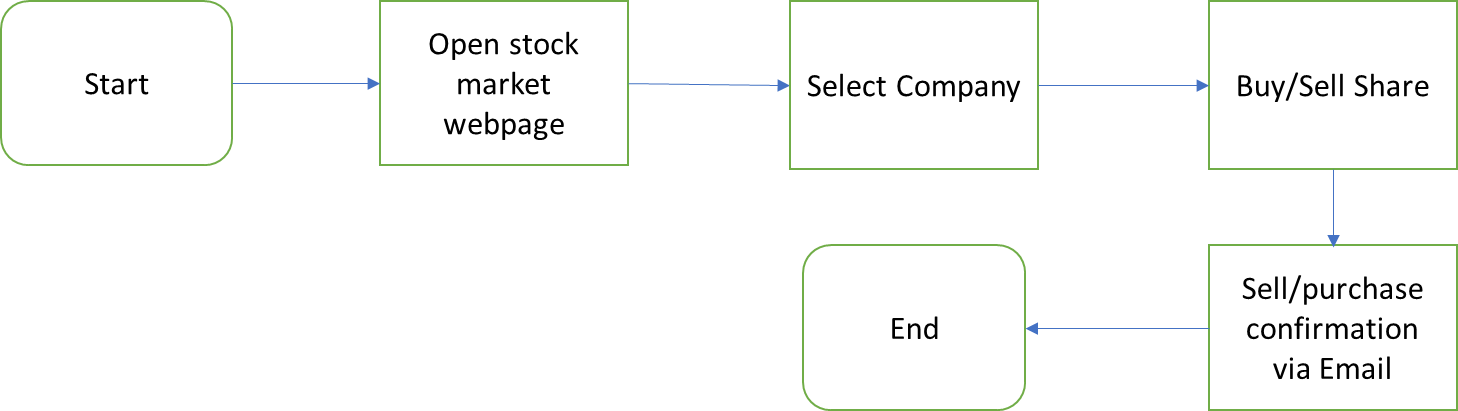 Start
Open stock
market
webpage
Select Company
Buy/Sell Share
Sell/purchase
confirmation
via Email
End